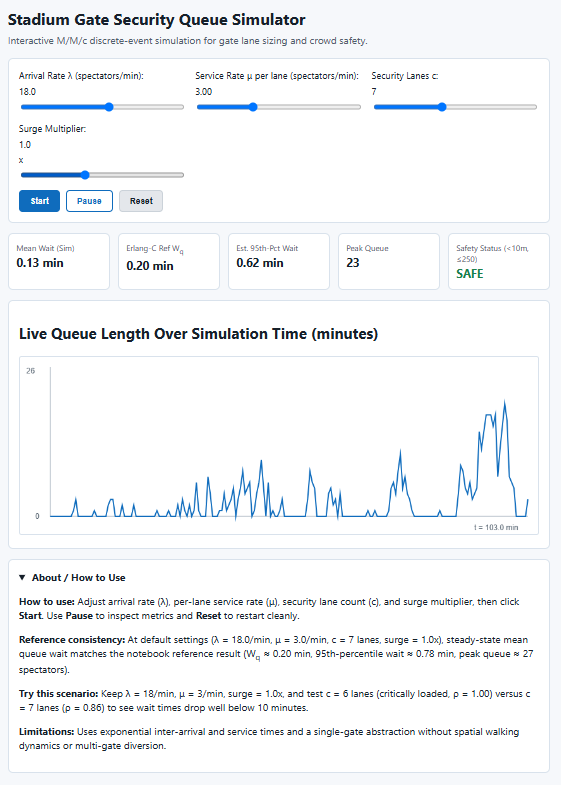 Stadium Gate Security Queue Simulator
Interactive M/M/c discrete-event simulation for gate lane sizing and crowd safety.
Arrival Rate λ (spectators/min):
18.0
Service Rate μ per lane (spectators/min):
3.00
Security Lanes c:
7
Surge Multiplier:
1.0
x
Start
Pause
Reset
Mean Wait (Sim)
0.13 min
Erlang-C Ref Wq
0.20 min
Est. 95th-Pct Wait
0.62 min
Peak Queue
23
Safety Status (<10m,
≤250)
SAFE
Live Queue Length Over Simulation Time (minutes)
26
0
t = 103.0 min
▼ About / How to Use
How to use: Adjust arrival rate (λ), per-lane service rate (μ), security lane count (c), and surge multiplier, then click
Start. Use Pause to inspect metrics and Reset to restart cleanly.
Reference consistency: At default settings (λ = 18.0/min, μ = 3.0/min, c = 7 lanes, surge = 1.0x), steady-state mean
queue wait matches the notebook reference result (Wq ≈ 0.20 min, 95th-percentile wait ≈ 0.78 min, peak queue ≈ 27
spectators).
Try this scenario: Keep λ = 18/min, μ = 3/min, surge = 1.0x, and test c = 6 lanes (critically loaded, ρ = 1.00) versus c
= 7 lanes (ρ = 0.86) to see wait times drop well below 10 minutes.
Limitations: Uses exponential inter-arrival and service times and a single-gate abstraction without spatial walking
dynamics or multi-gate diversion.